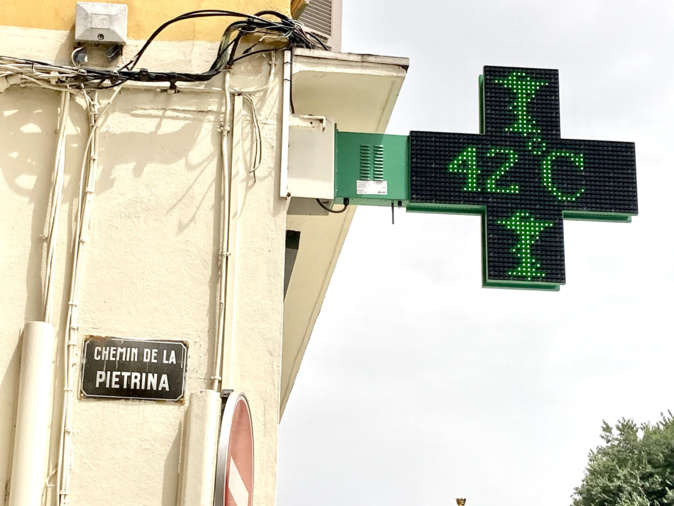 42°C
CHEMIN DE LA
PIETRINA